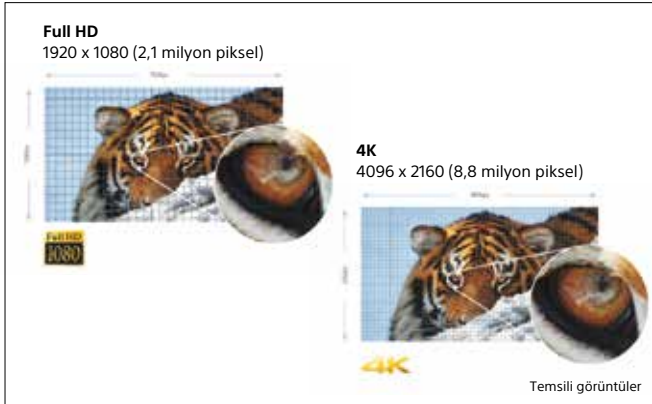 Full HD
1920 x 1080 (2,1 milyon piksel)
Full HD
1080
4K
4096 x 2160 (8,8 milyon piksel)
4K
Temsili görüntüler